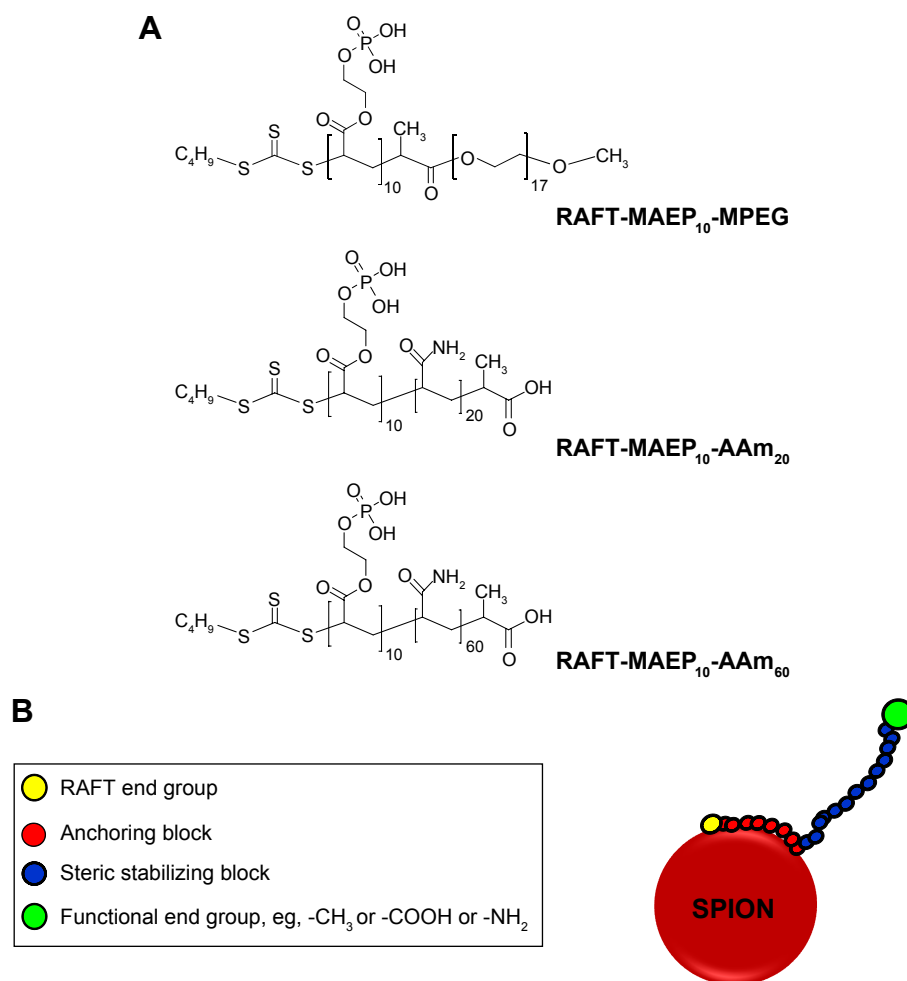 A
O
P
OH
OH
O
O
O
CH₃
S
C₄H₉
S
S
10
O
O
17
O
CH₃
RAFT-MAEP₁₀-MPEG
O
P
OH
OH
O
O
O
O
NH₂
CH₃
S
C₄H₉
S
S
10
20
OH
O
RAFT-MAEP₁₀-AAm₂₀
O
P
OH
OH
O
O
O
O
NH₂
CH₃
S
C₄H₉
S
S
10
60
OH
O
RAFT-MAEP₁₀-AAm₆₀
B
RAFT end group
Anchoring block
Steric stabilizing block
Functional end group, eg, -CH₃ or -COOH or -NH₂
SPION